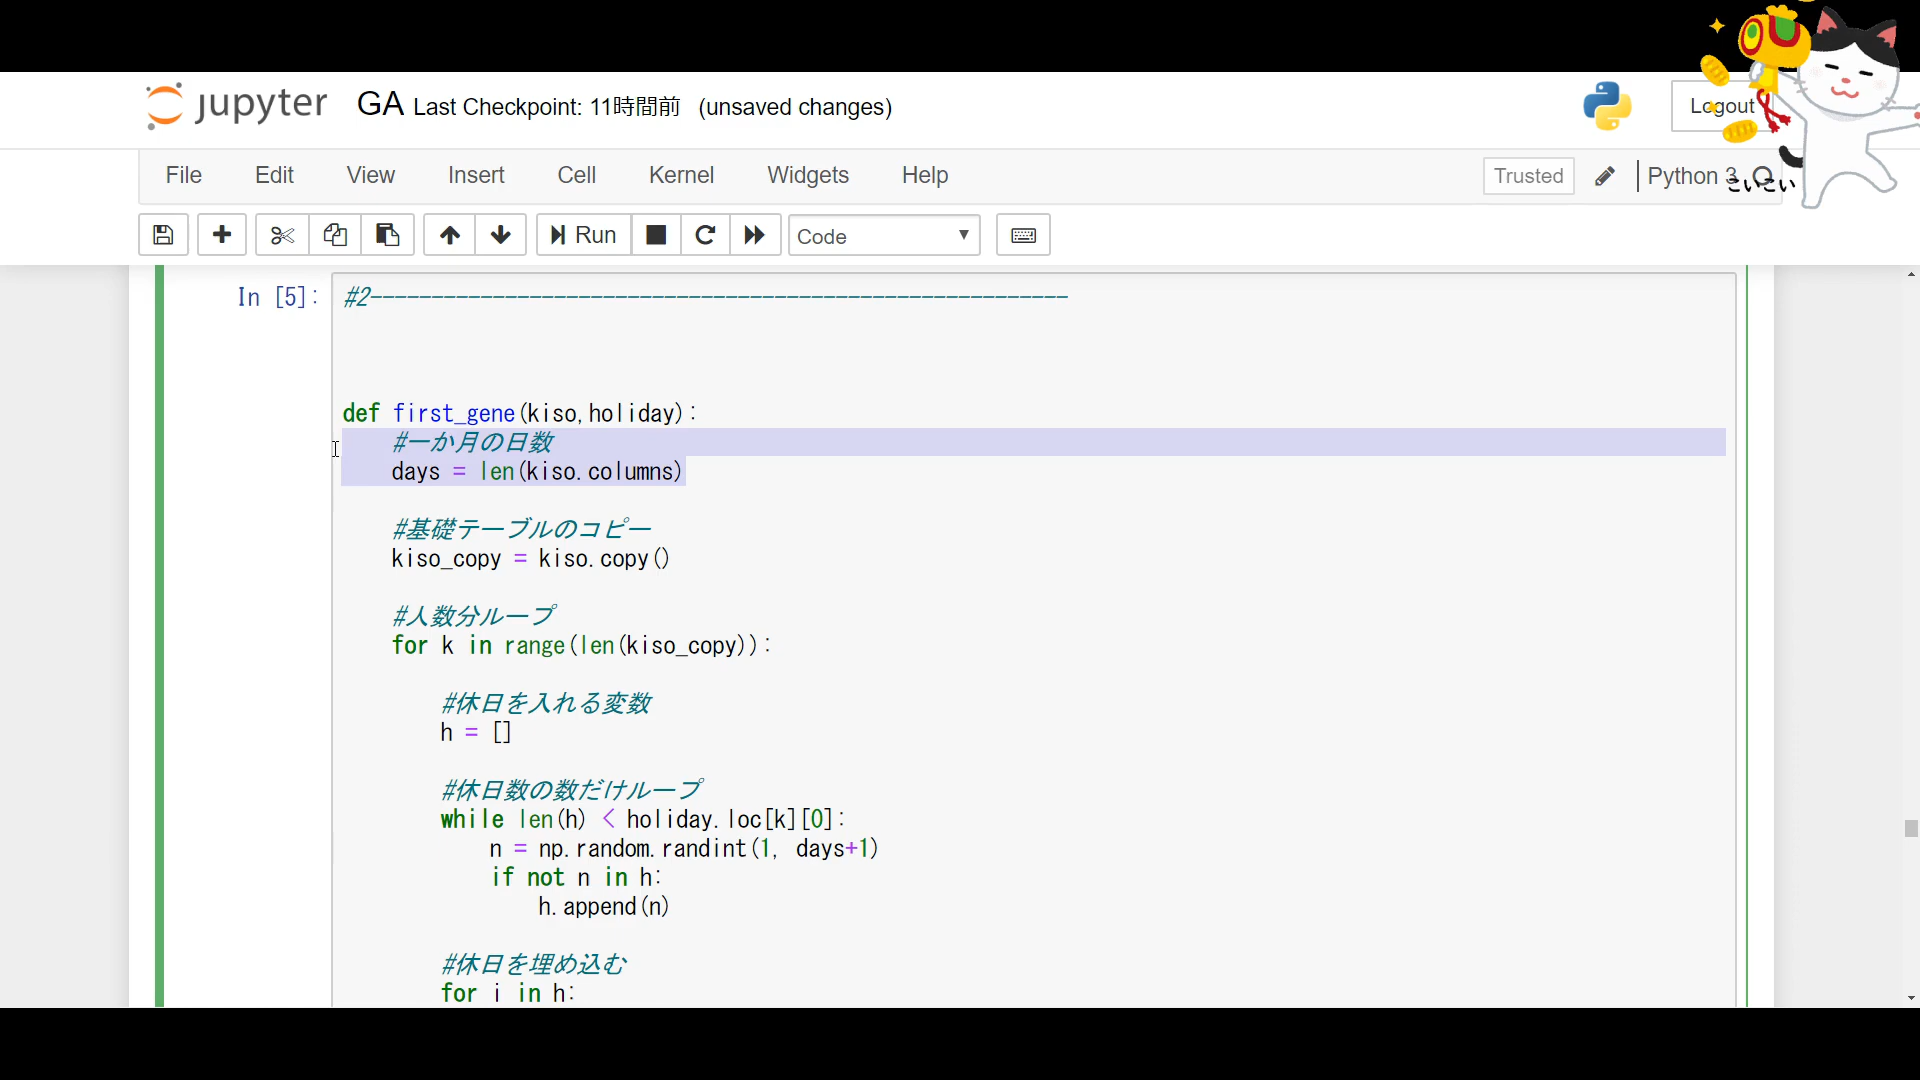 jupyter GA Last Checkpoint: 11時間前 (unsaved changes)
Logout
File Edit View Insert Cell Kernel Widgets Help
Trusted
Python 3
こいこい
Run
Code
In [5]:
#2---------------------------------------------------------
def first_gene(kiso,holiday):
#一か月の日数
days = len(kiso.columns)
#基礎テーブルのコピー
kiso_copy = kiso.copy()
#人数分ループ
for k in range(len(kiso_copy)):
#休日を入れる変数
h = []
#休日数の数だけループ
while len(h) < holiday.loc[k][0]:
n = np.random.randint(1, days+1)
if not n in h:
h.append(n)
#休日を埋め込む
for i in h: